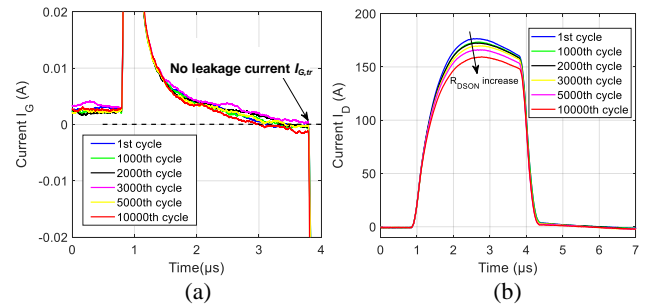 (a)
0.02
0.01
0
-0.01
-0.02
Current I_G (A)
No leakage current I_G,tr
1st cycle
1000th cycle
2000th cycle
3000th cycle
5000th cycle
10000th cycle
0 1 2 3 4
Time(μs)
(a)
(b)
200
150
100
50
0
Current I_D (A)
R_DSON increase
1st cycle
1000th cycle
2000th cycle
3000th cycle
5000th cycle
10000th cycle
0 1 2 3 4 5 6 7
Time (μs)
(b)